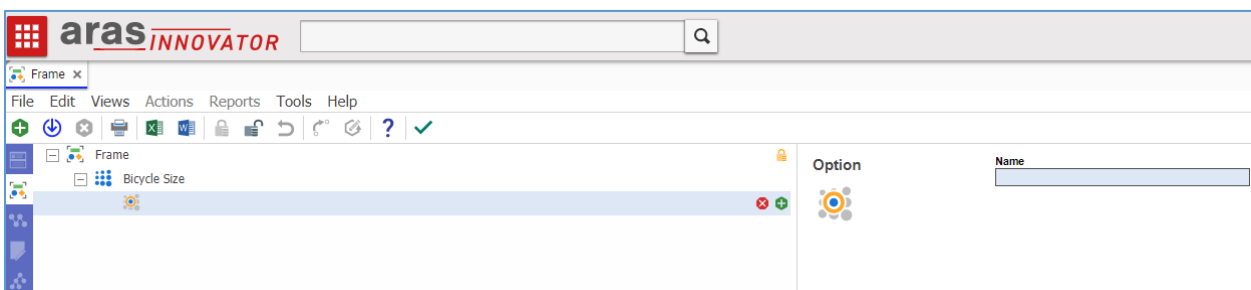 aras INNOVATOR
Frame
File Edit Views Actions Reports Tools Help
Frame
Bicycle Size
Option
Name